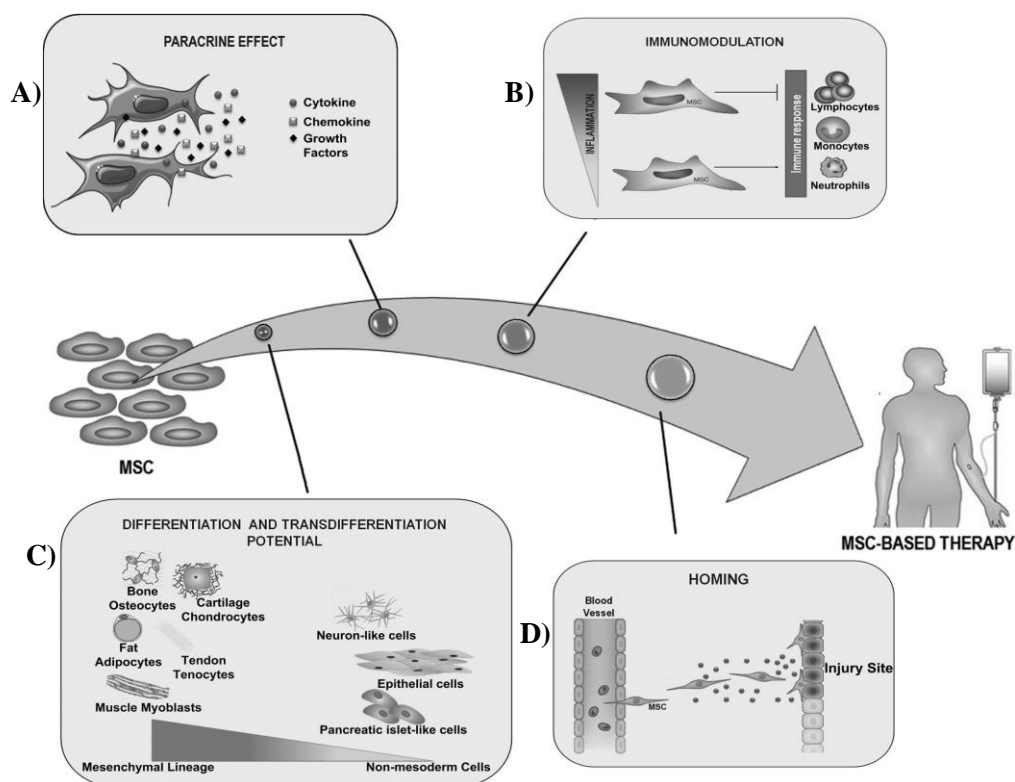 A)
PARACRINE EFFECT
Cytokine
Chemokine
Growth
Factors
B)
IMMUNOMODULATION
INFLAMMATION
MSC
MSC
Immune response
Lymphocytes
Monocytes
Neutrophils
MSC
MSC-BASED THERAPY
C)
DIFFERENTIATION AND TRANSDIFFERENTIATION
POTENTIAL
Bone
Osteocytes
Cartilage
Chondrocytes
Fat
Adipocytes
Tendon
Tenocytes
Muscle Myoblasts
Neuron-like cells
Epithelial cells
Pancreatic islet-like cells
Mesenchymal Lineage
Non-mesoderm Cells
D)
HOMING
Blood
Vessel
MSC
Injury Site